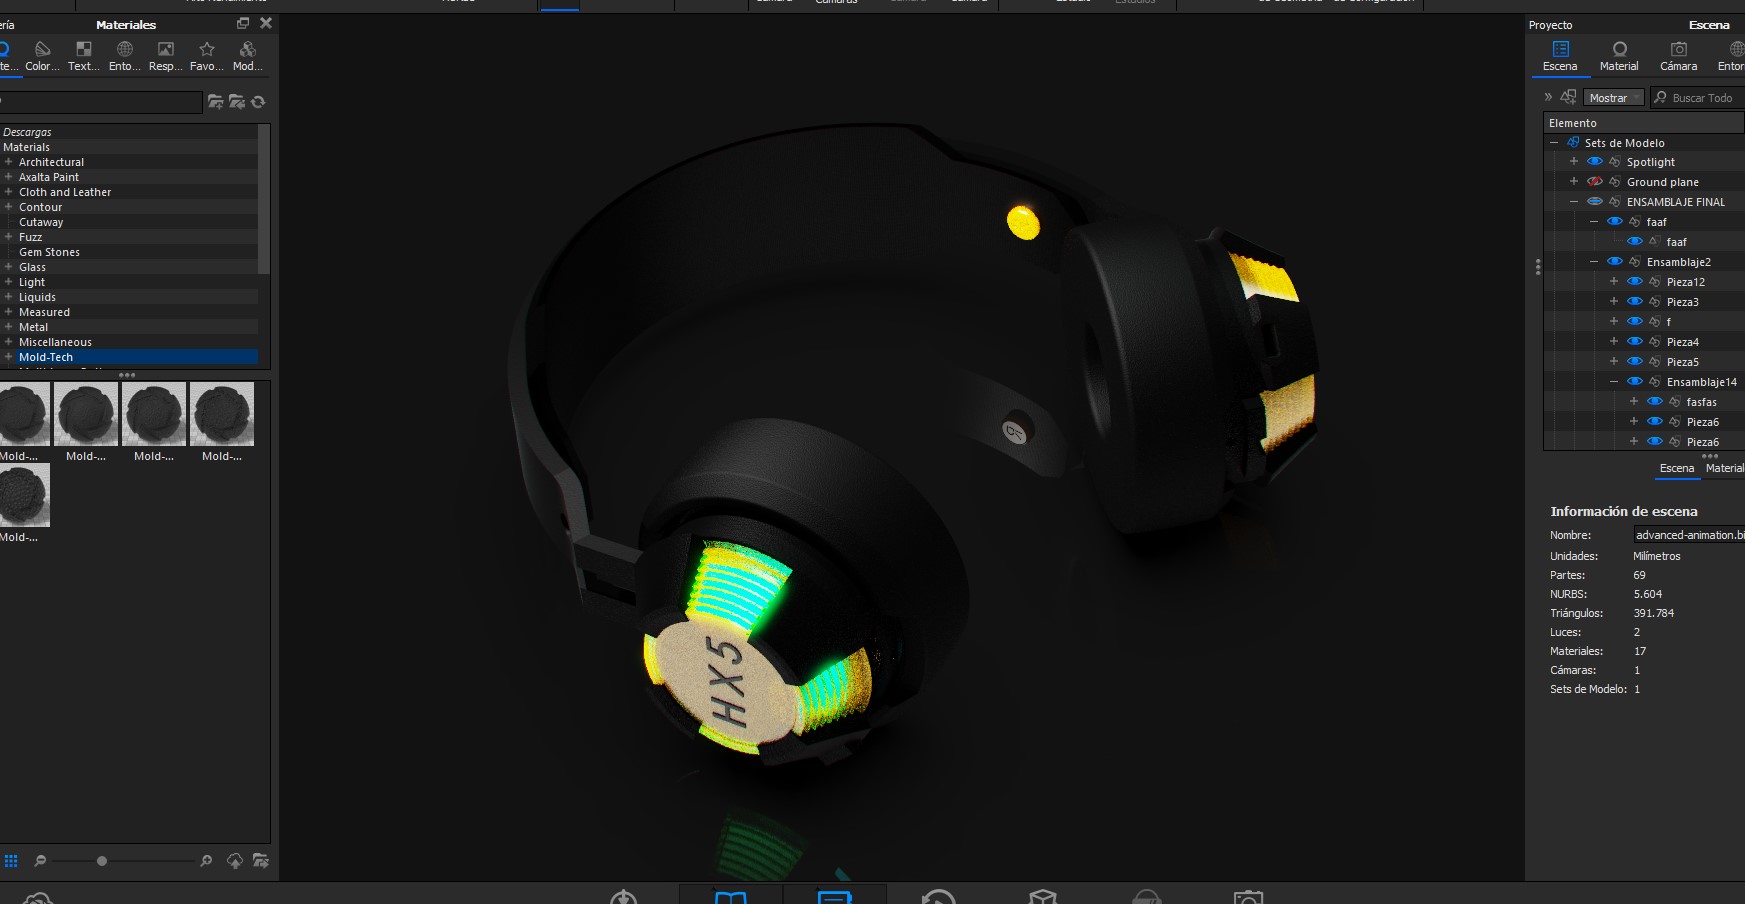 Materiales
Color... Text... Ento... Resp... Favo... Mod...
Descargas
Materials
Architectural
Axalta Paint
Cloth and Leather
Contour
Cutaway
Fuzz
Gem Stones
Glass
Light
Liquids
Measured
Metal
Miscellaneous
Mold-Tech
Mold-... Mold-... Mold-... Mold-...
Mold-...
HX5
Proyecto Escena
Escena Material Cámara Entor
Mostrar Buscar Todo
Elemento
Sets de Modelo
Spotlight
Ground plane
ENSAMBLAJE FINAL
faaf
faaf
Ensamblaje2
Pieza12
Pieza3
f
Pieza4
Pieza5
Ensamblaje14
fasfas
Pieza6
Pieza6
Escena Material
Información de escena
Nombre: advanced-animation.bi
Unidades: Milímetros
Partes: 69
NURBS: 5.604
Triángulos: 391.784
Luces: 2
Materiales: 17
Cámaras: 1
Sets de Modelo: 1